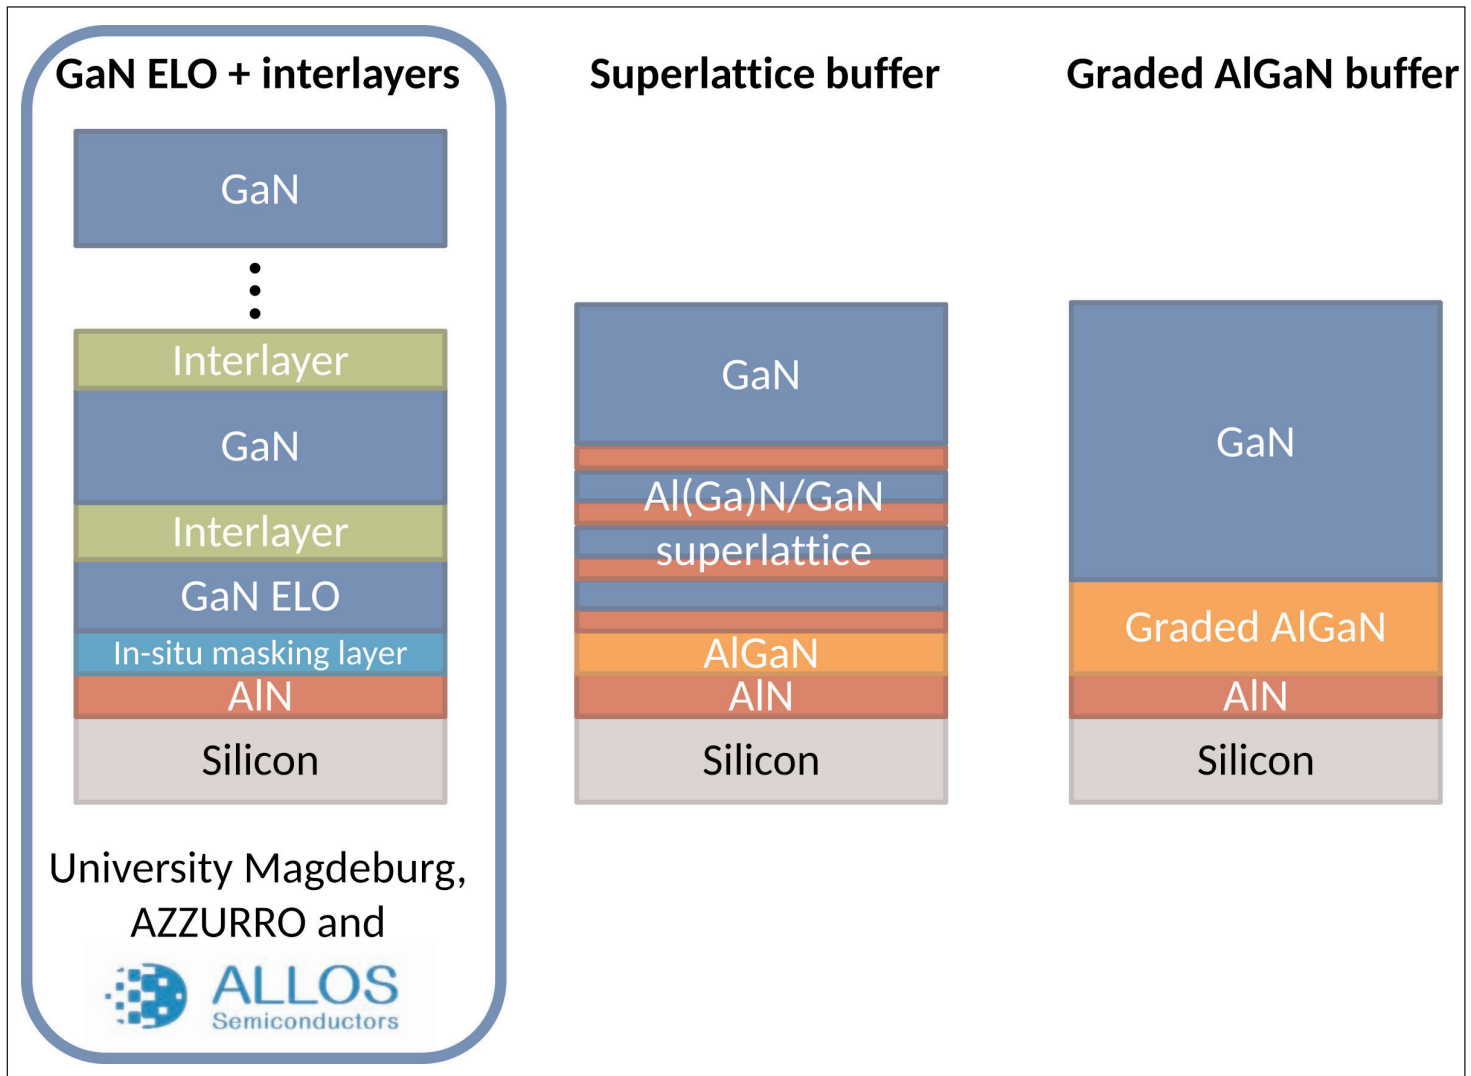 GaN ELO + interlayers
GaN
Interlayer
GaN
Interlayer
GaN ELO
In-situ masking layer
AlN
Silicon
University Magdeburg,
AZZURRO and
ALLOS
Semiconductors
Superlattice buffer
GaN
Al(Ga)N/GaN
superlattice
AlGaN
AlN
Silicon
Graded AlGaN buffer
GaN
Graded AlGaN
AlN
Silicon